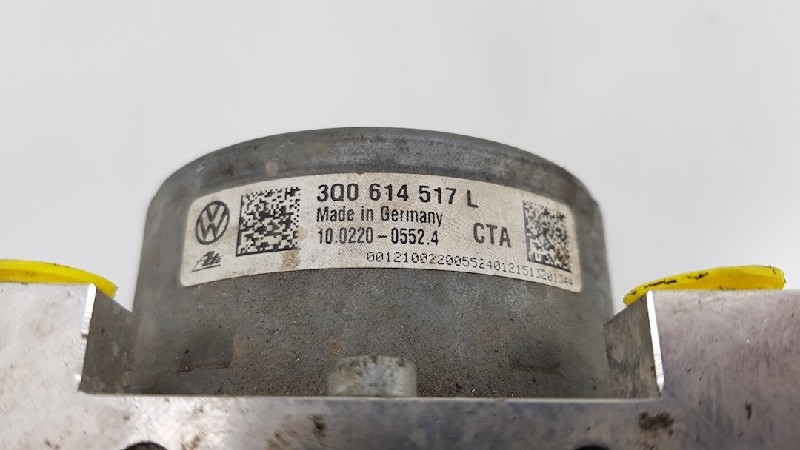 3Q0 614 517 L
Made in Germany
10.0220-0552.4 CTA
0012100220055240121513201344